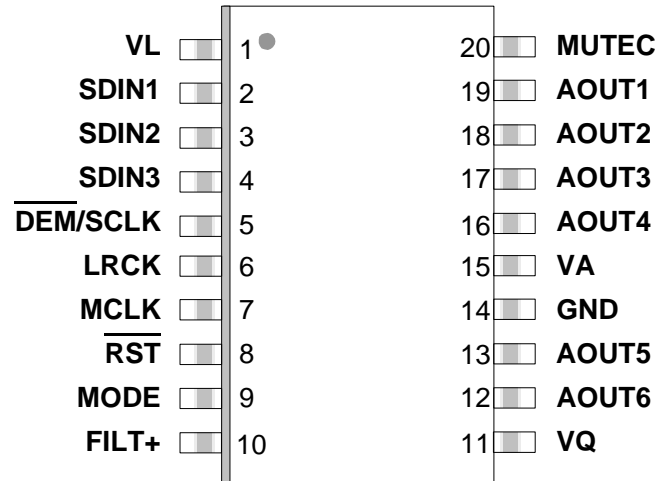 VL 1 20 MUTEC
SDIN1 2 19 AOUT1
SDIN2 3 18 AOUT2
SDIN3 4 17 AOUT3
DEM/SCLK 5 16 AOUT4
LRCK 6 15 VA
MCLK 7 14 GND
RST 8 13 AOUT5
MODE 9 12 AOUT6
FILT+ 10 11 VQ